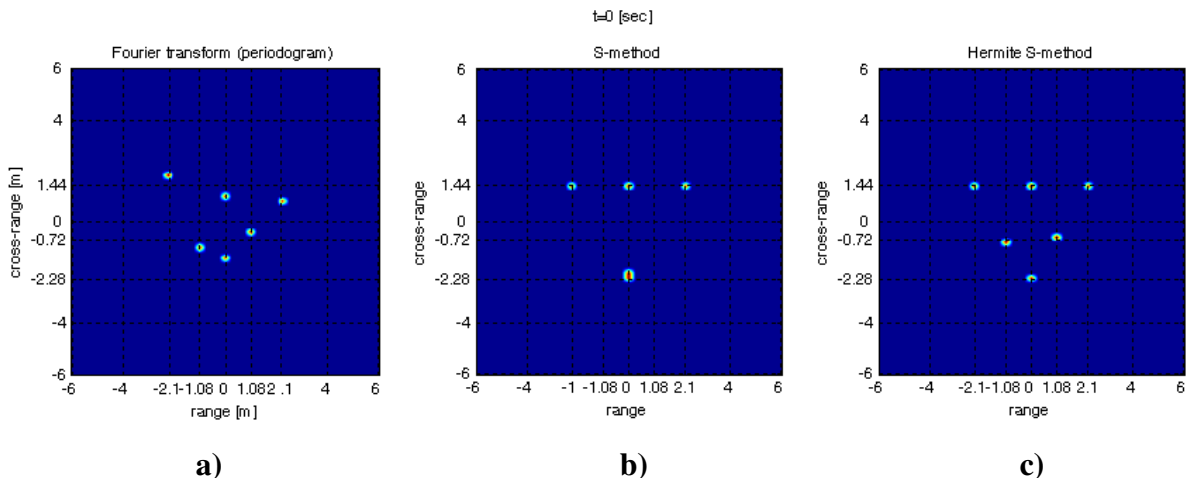 t=0 [sec]
Fourier transform (periodogram)
6
4
1.44
0
-0.72
-2.28
-4
-6
cross-range [m]
-6 -4 -2.1 -1.08 0 1.08 2.1 4 6
range [m]
a)
S-method
6
4
1.44
0
-0.72
-2.28
-4
-6
cross-range
-6 -4 -1 -1.08 0 1.08 2.1 4 6
range
b)
Hermite S-method
6
4
1.44
0
-0.72
-2.28
-4
-6
cross-range
-6 -4 -2.1 -1.08 0 1.08 2.1 4 6
range
c)